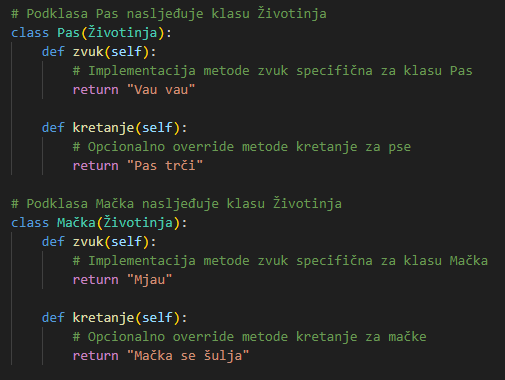 # Podklasa Pas nasljeđuje klasu Životinja
class Pas(Životinja):
    def zvuk(self):
        # Implementacija metode zvuk specifična za klasu Pas
        return "Vau vau"

    def kretanje(self):
        # Opcionalno override metode kretanje za pse
        return "Pas trči"

# Podklasa Mačka nasljeđuje klasu Životinja
class Mačka(Životinja):
    def zvuk(self):
        # Implementacija metode zvuk specifična za klasu Mačka
        return "Mjau"

    def kretanje(self):
        # Opcionalno override metode kretanje za mačke
        return "Mačka se šulja"